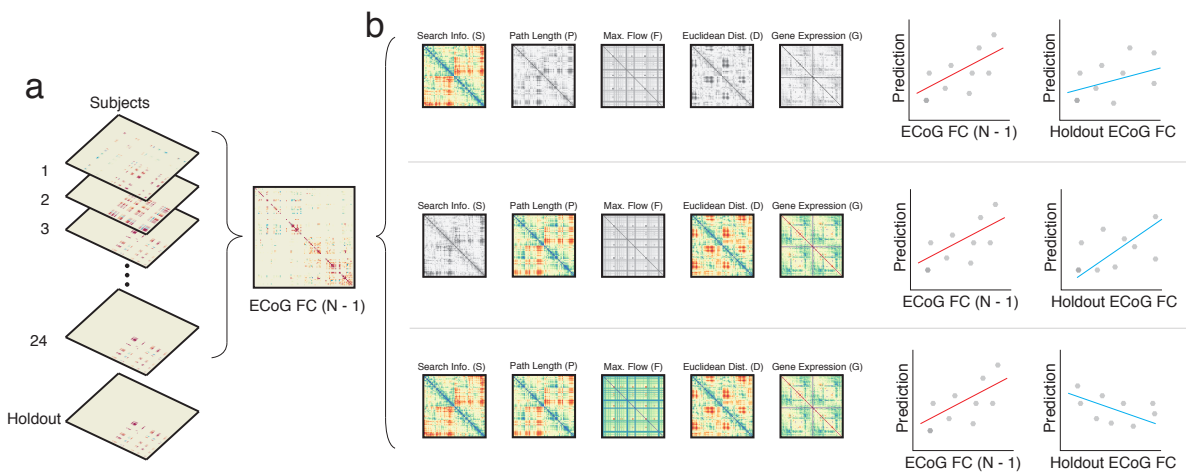 a
Subjects
1
2
3
24
Holdout
ECoG FC (N - 1)
b
Search Info. (S) Path Length (P) Max. Flow (F) Euclidean Dist. (D) Gene Expression (G)
Prediction
ECoG FC (N - 1)
Prediction
Holdout ECoG FC
Search Info. (S) Path Length (P) Max. Flow (F) Euclidean Dist. (D) Gene Expression (G)
Prediction
ECoG FC (N - 1)
Prediction
Holdout ECoG FC
Search Info. (S) Path Length (P) Max. Flow (F) Euclidean Dist. (D) Gene Expression (G)
Prediction
ECoG FC (N - 1)
Prediction
Holdout ECoG FC